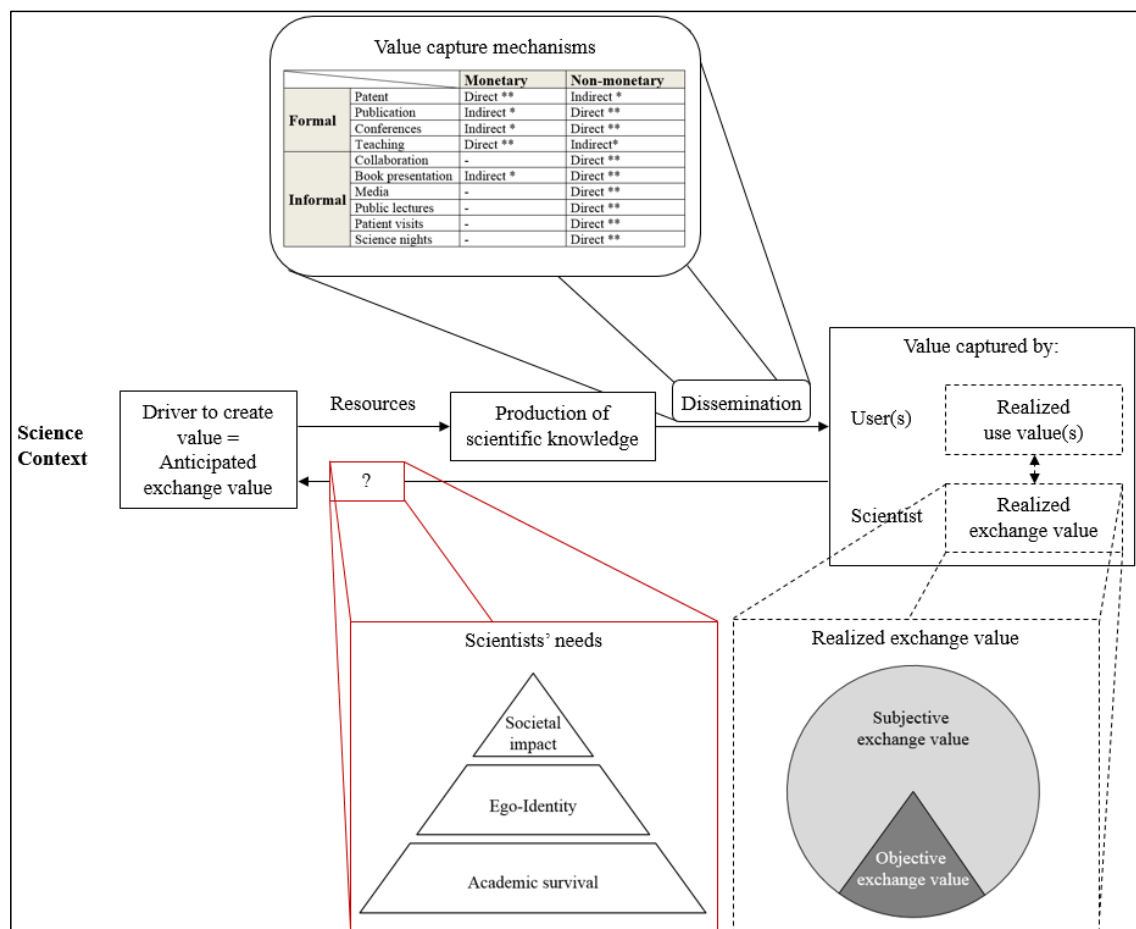 Value capture mechanisms
Monetary Non-monetary
Formal
Patent Direct ** Indirect *
Publication Indirect * Direct **
Conferences Indirect * Direct **
Teaching Direct ** Indirect*
Informal
Collaboration - Direct **
Book presentation Indirect * Direct **
Media - Direct **
Public lectures - Direct **
Patient visits - Direct **
Science nights - Direct **
Science
Context
Driver to create
value =
Anticipated
exchange value
Resources
Production of
scientific knowledge
Dissemination
Value captured by:
User(s)
Realized
use value(s)
Scientist
Realized
exchange value
?
Scientists’ needs
Societal
impact
Ego-Identity
Academic survival
Realized exchange value
Subjective
exchange value
Objective
exchange value